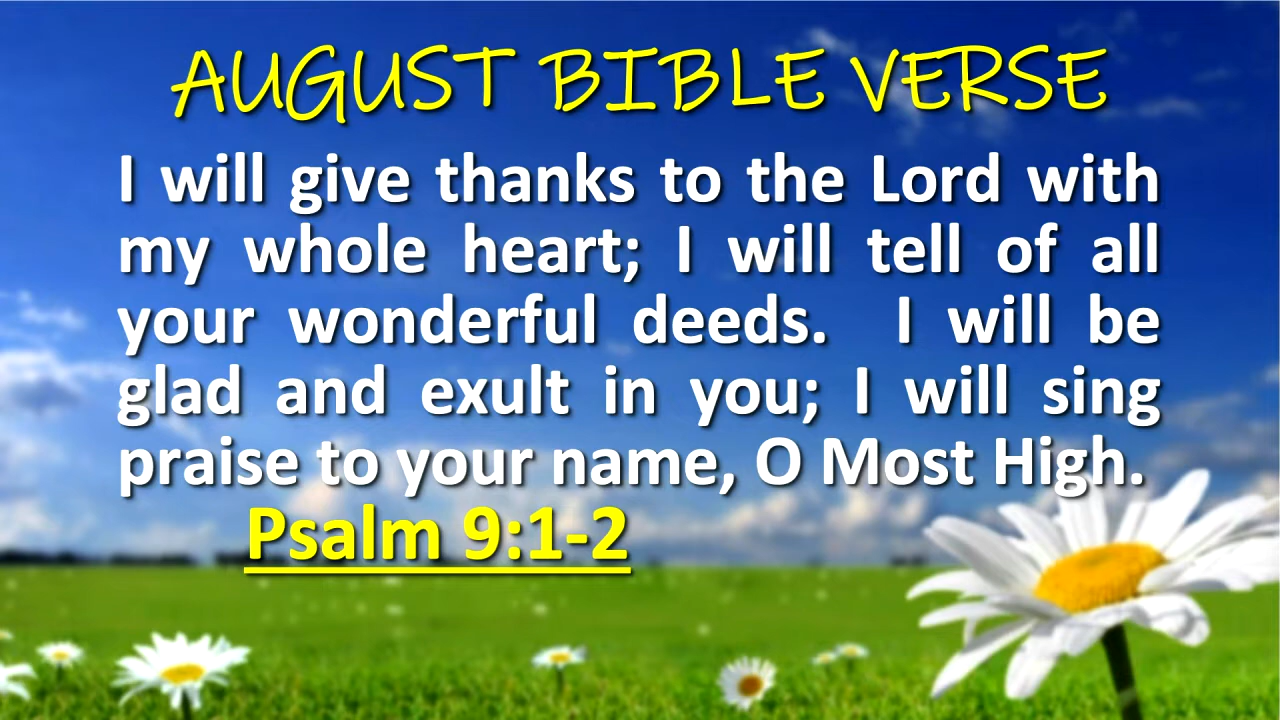 AUGUST BIBLE VERSE
I will give thanks to the Lord with
my whole heart; I will tell of all
your wonderful deeds.  I will be
glad and exult in you; I will sing
praise to your name, O Most High.
Psalm 9:1-2